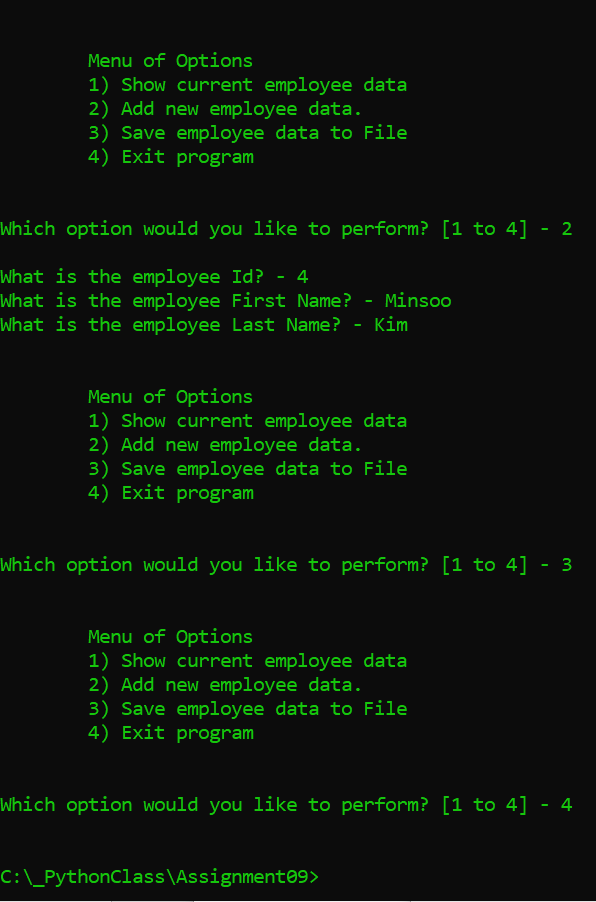 Menu of Options
1) Show current employee data
2) Add new employee data.
3) Save employee data to File
4) Exit program
Which option would you like to perform? [1 to 4] - 2
What is the employee Id? - 4
What is the employee First Name? - Minsoo
What is the employee Last Name? - Kim
Menu of Options
1) Show current employee data
2) Add new employee data.
3) Save employee data to File
4) Exit program
Which option would you like to perform? [1 to 4] - 3
Menu of Options
1) Show current employee data
2) Add new employee data.
3) Save employee data to File
4) Exit program
Which option would you like to perform? [1 to 4] - 4
C:\_PythonClass\Assignment09>